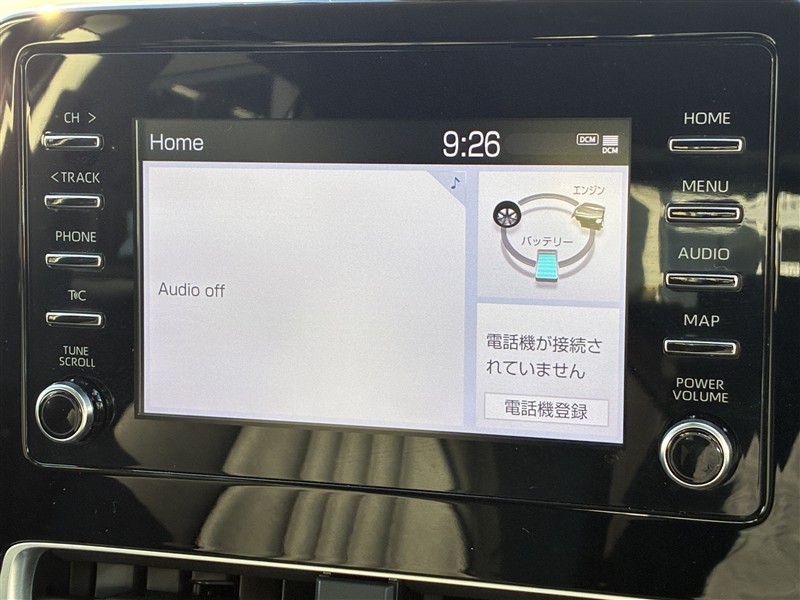 CH >
< TRACK
PHONE
T C
TUNE
SCROLL
Home
9:26
DCM
DCM
Audio off
エンジン
バッテリー
電話機が接続さ
れていません
電話機登録
HOME
MENU
AUDIO
MAP
POWER
VOLUME